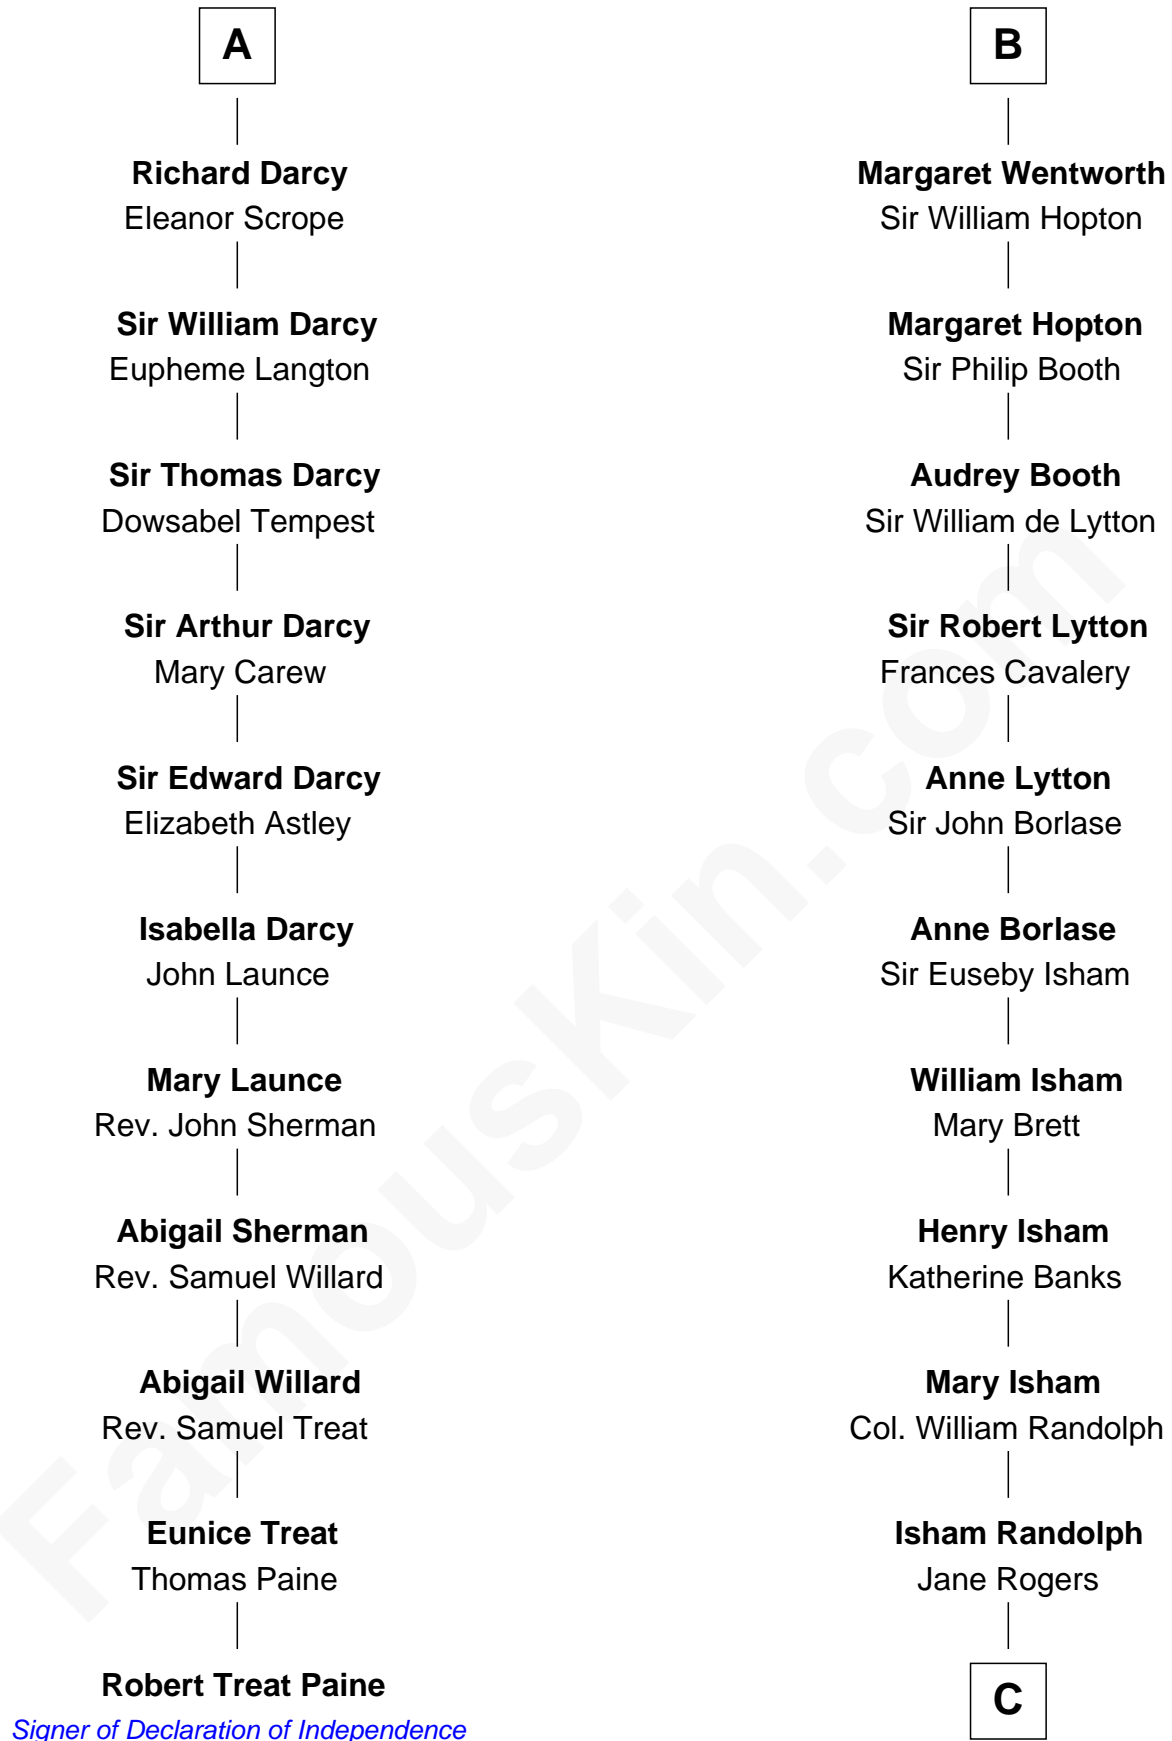 A
Richard Darcy
Eleanor Scrope
Sir William Darcy
Eupheme Langton
Sir Thomas Darcy
Dowsabel Tempest
Sir Arthur Darcy
Mary Carew
Sir Edward Darcy
Elizabeth Astley
Isabella Darcy
John Launce
Mary Launce
Rev. John Sherman
Abigail Sherman
Rev. Samuel Willard
Abigail Willard
Rev. Samuel Treat
Eunice Treat
Thomas Paine
Robert Treat Paine
Signer of Declaration of Independence
B
Margaret Wentworth
Sir William Hopton
Margaret Hopton
Sir Philip Booth
Audrey Booth
Sir William de Lytton
Sir Robert Lytton
Frances Cavalery
Anne Lytton
Sir John Borlase
Anne Borlase
Sir Euseby Isham
William Isham
Mary Brett
Henry Isham
Katherine Banks
Mary Isham
Col. William Randolph
Isham Randolph
Jane Rogers
C
FamousKin.com